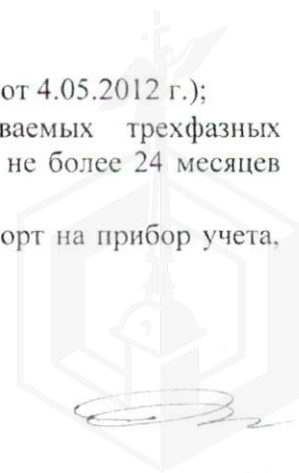 от 4.05.2012 г.);
ваемых трехфазных
не более 24 месяцев
орт на прибор учета,